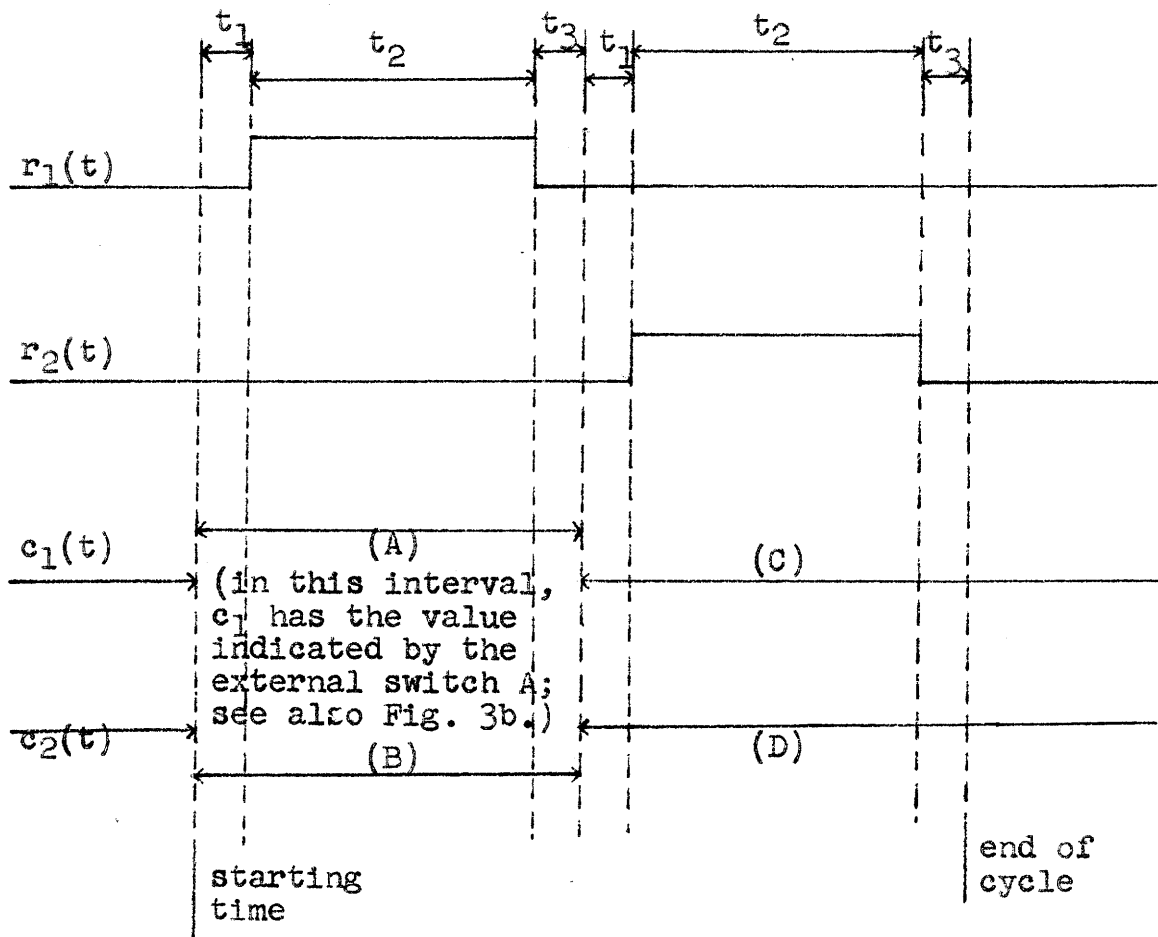 t1 t2 t3 t1 t2 t3
r1(t)
r2(t)
c1(t)
(A)
(C)
(in this interval,
c1 has the value
indicated by the
external switch A;
see also Fig. 3b.)
c2(t)
(B)
(D)
starting
time
end of
cycle